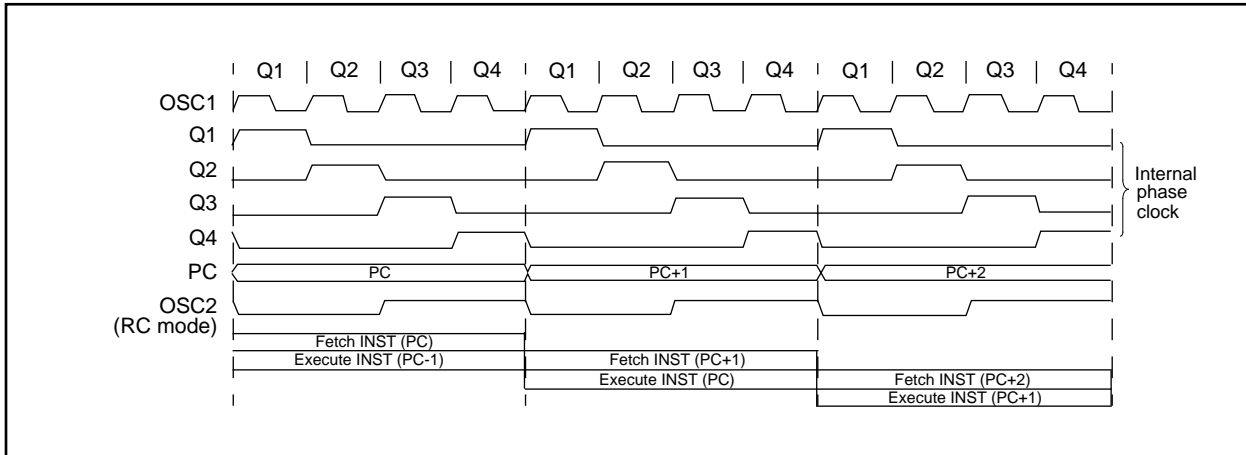 Q1 Q2 Q3 Q4 Q1 Q2 Q3 Q4 Q1 Q2 Q3 Q4
OSC1
Q1
Q2
Q3
Q4
Internal
phase
clock
PC
PC PC+1 PC+2
OSC2
(RC mode)
Fetch INST (PC)
Execute INST (PC-1) Fetch INST (PC+1)
Execute INST (PC) Fetch INST (PC+2)
Execute INST (PC+1)